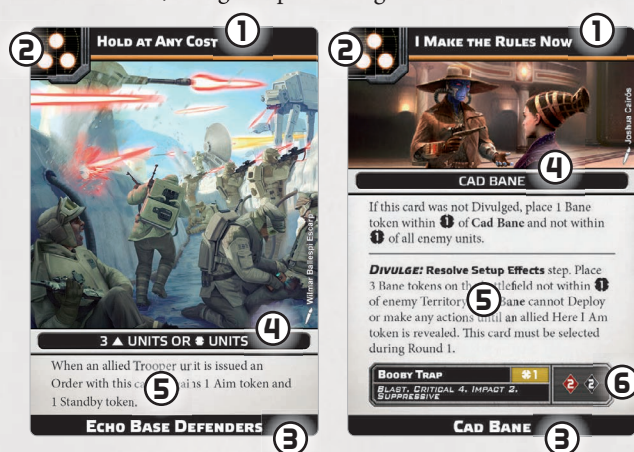 HOLD AT ANY COST
1
2
Wilmar Ballespi Escarp
3 ▲ UNITS OR UNITS
4
When an allied Trooper unit is issued an
Order with this 1 Aim token and
5
1 Standby token.
ECHO BASE DEFENDERS
3
I MAKE THE RULES NOW
1
2
Joshua Cairós
CAD BANE
4
If this card was not Divulged, place 1 Bane
token within 1 of Cad Bane and not within
1 of all enemy units.
DIVULGE: Resolve Setup Effects step. Place
3 Bane tokens on the battlefield not within 1
of enemy Territory. Bane cannot Deploy
5
or make any actions until an allied Here I Am
token is revealed. This card must be selected
during Round 1.
BOOBY TRAP 1
BLAST, CRITICAL 4, IMPACT 2,
SUPPRESSIVE
2 2
6
CAD BANE
3